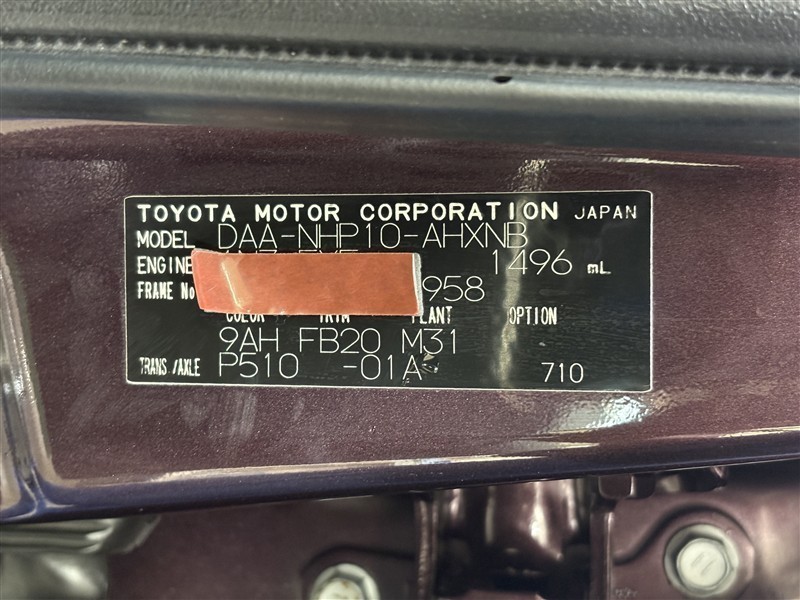 TOYOTA MOTOR CORPORATION JAPAN
MODEL DAA-NHP10-AHXNB
ENGINE 1496 mL
FRAME No 958
COLOR TRIM PLANT OPTION
9AH FB20 M31
TRANS./AXLE P510 -01A 710